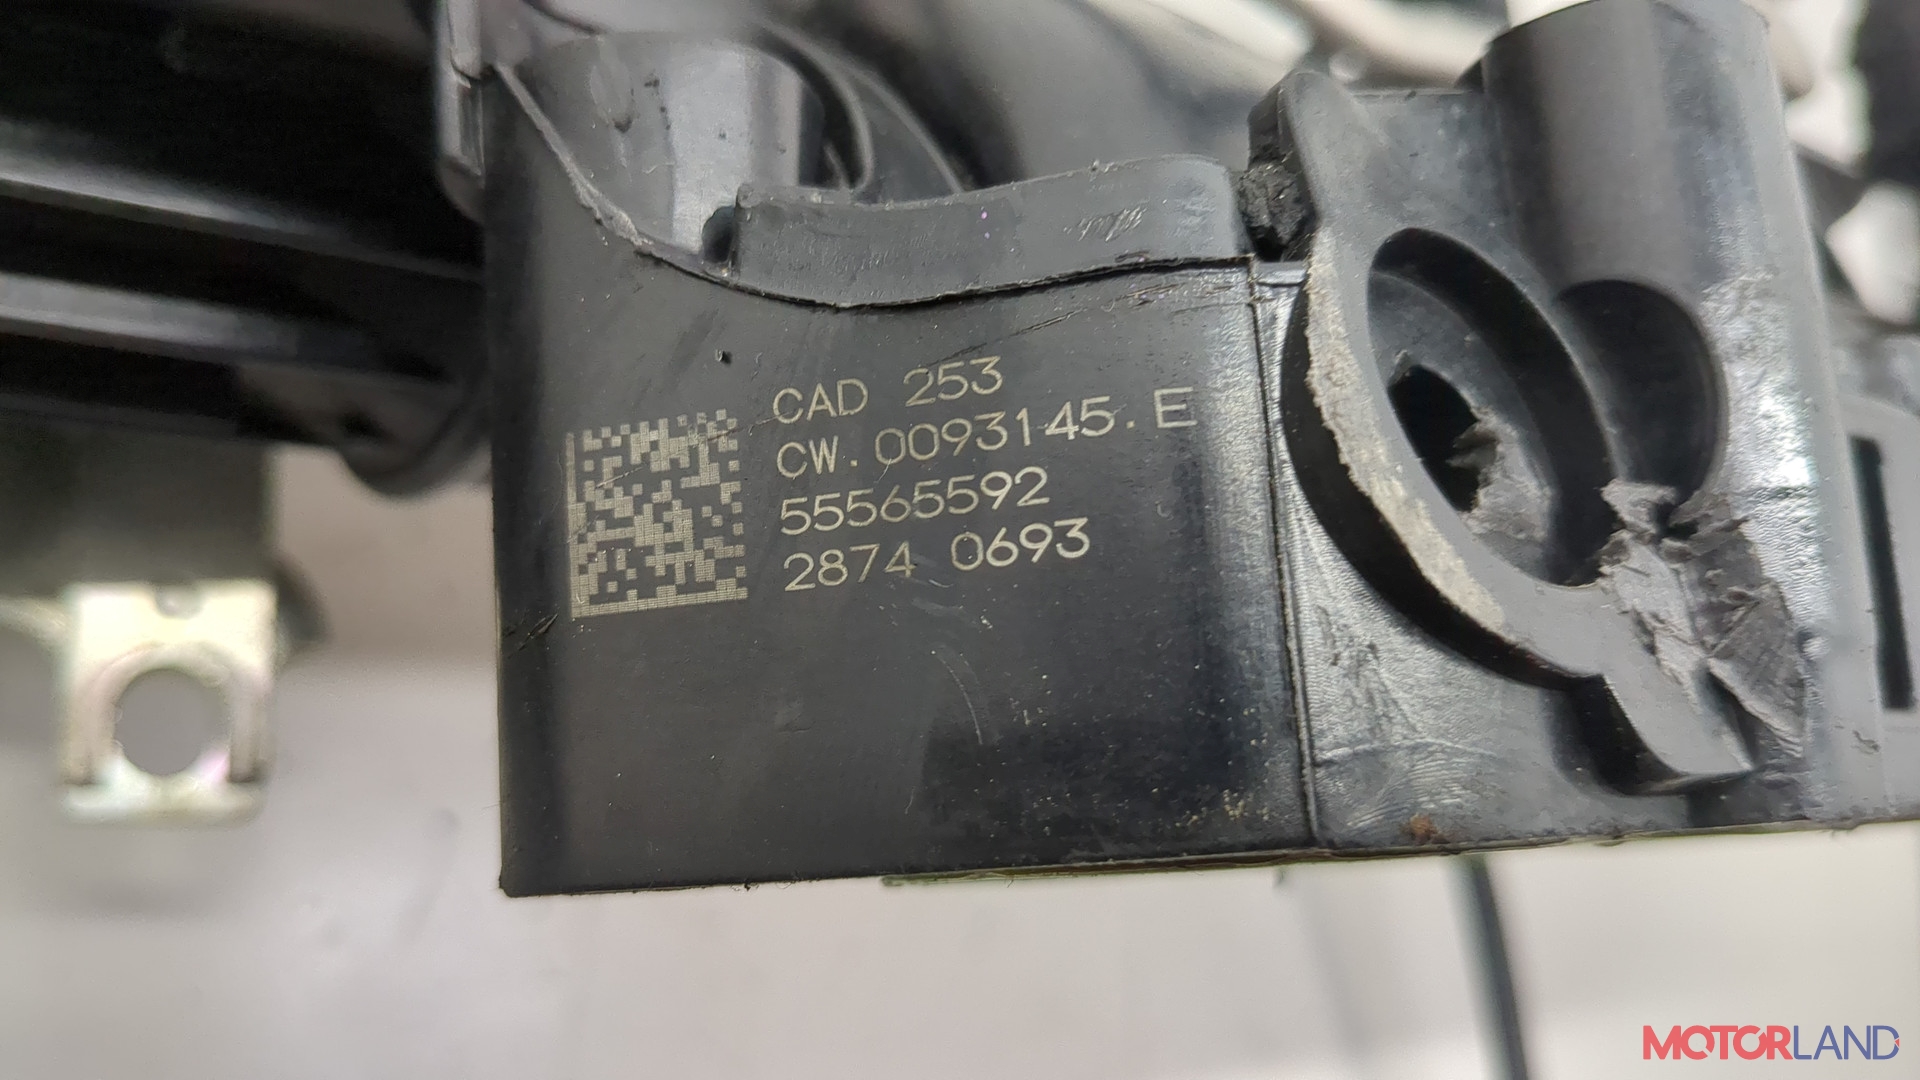 CAD 253
CW.0093145.E
55565592
2874 0693
MOTORLAND